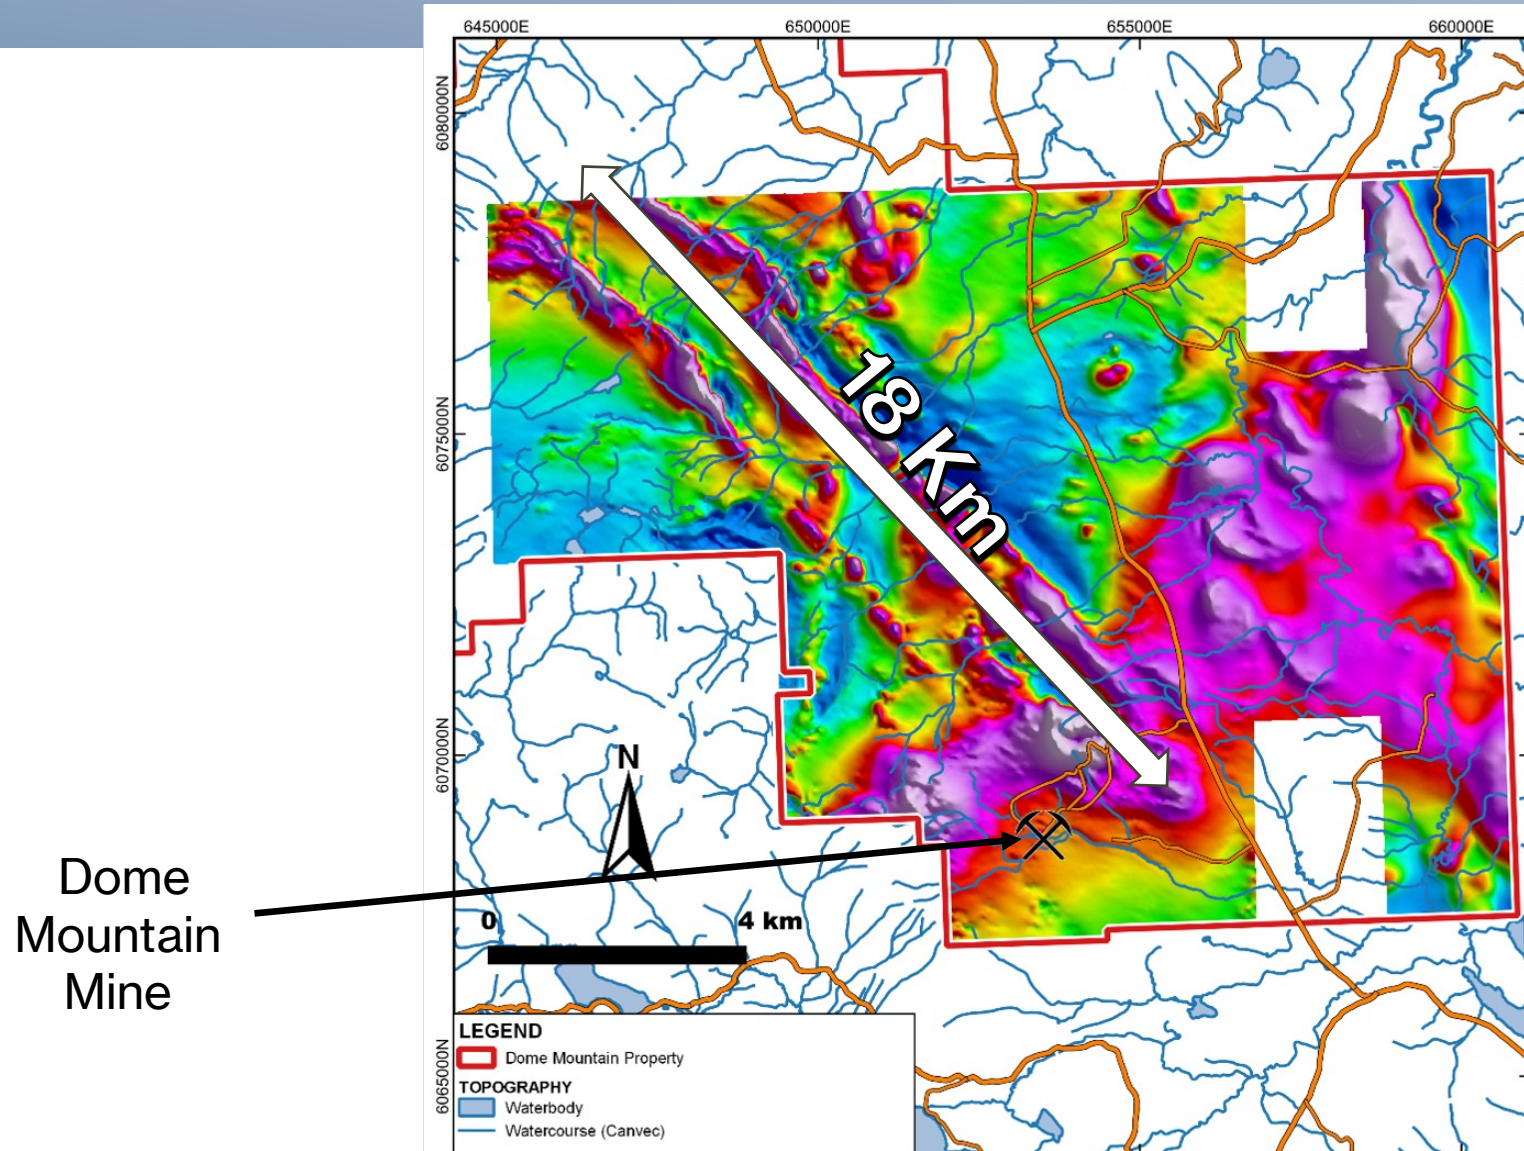 645000E 650000E 655000E 660000E
6080000N
6075000N
6070000N
6065000N
18 Km
N
Dome
Mountain
Mine
0 4 km
LEGEND
Dome Mountain Property
TOPOGRAPHY
Waterbody
Watercourse (Canvec)